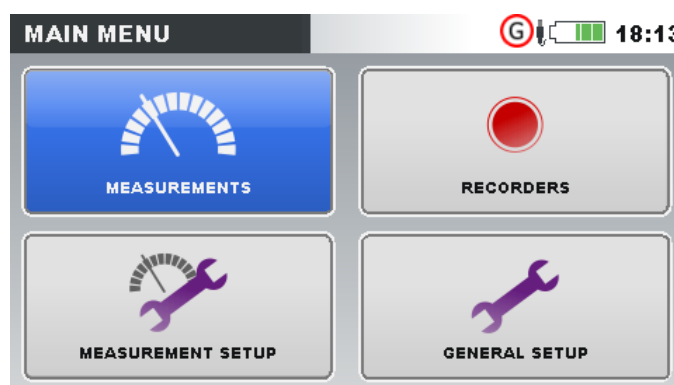 MAIN MENU G 18:13
MEASUREMENTS
RECORDERS
MEASUREMENT SETUP
GENERAL SETUP